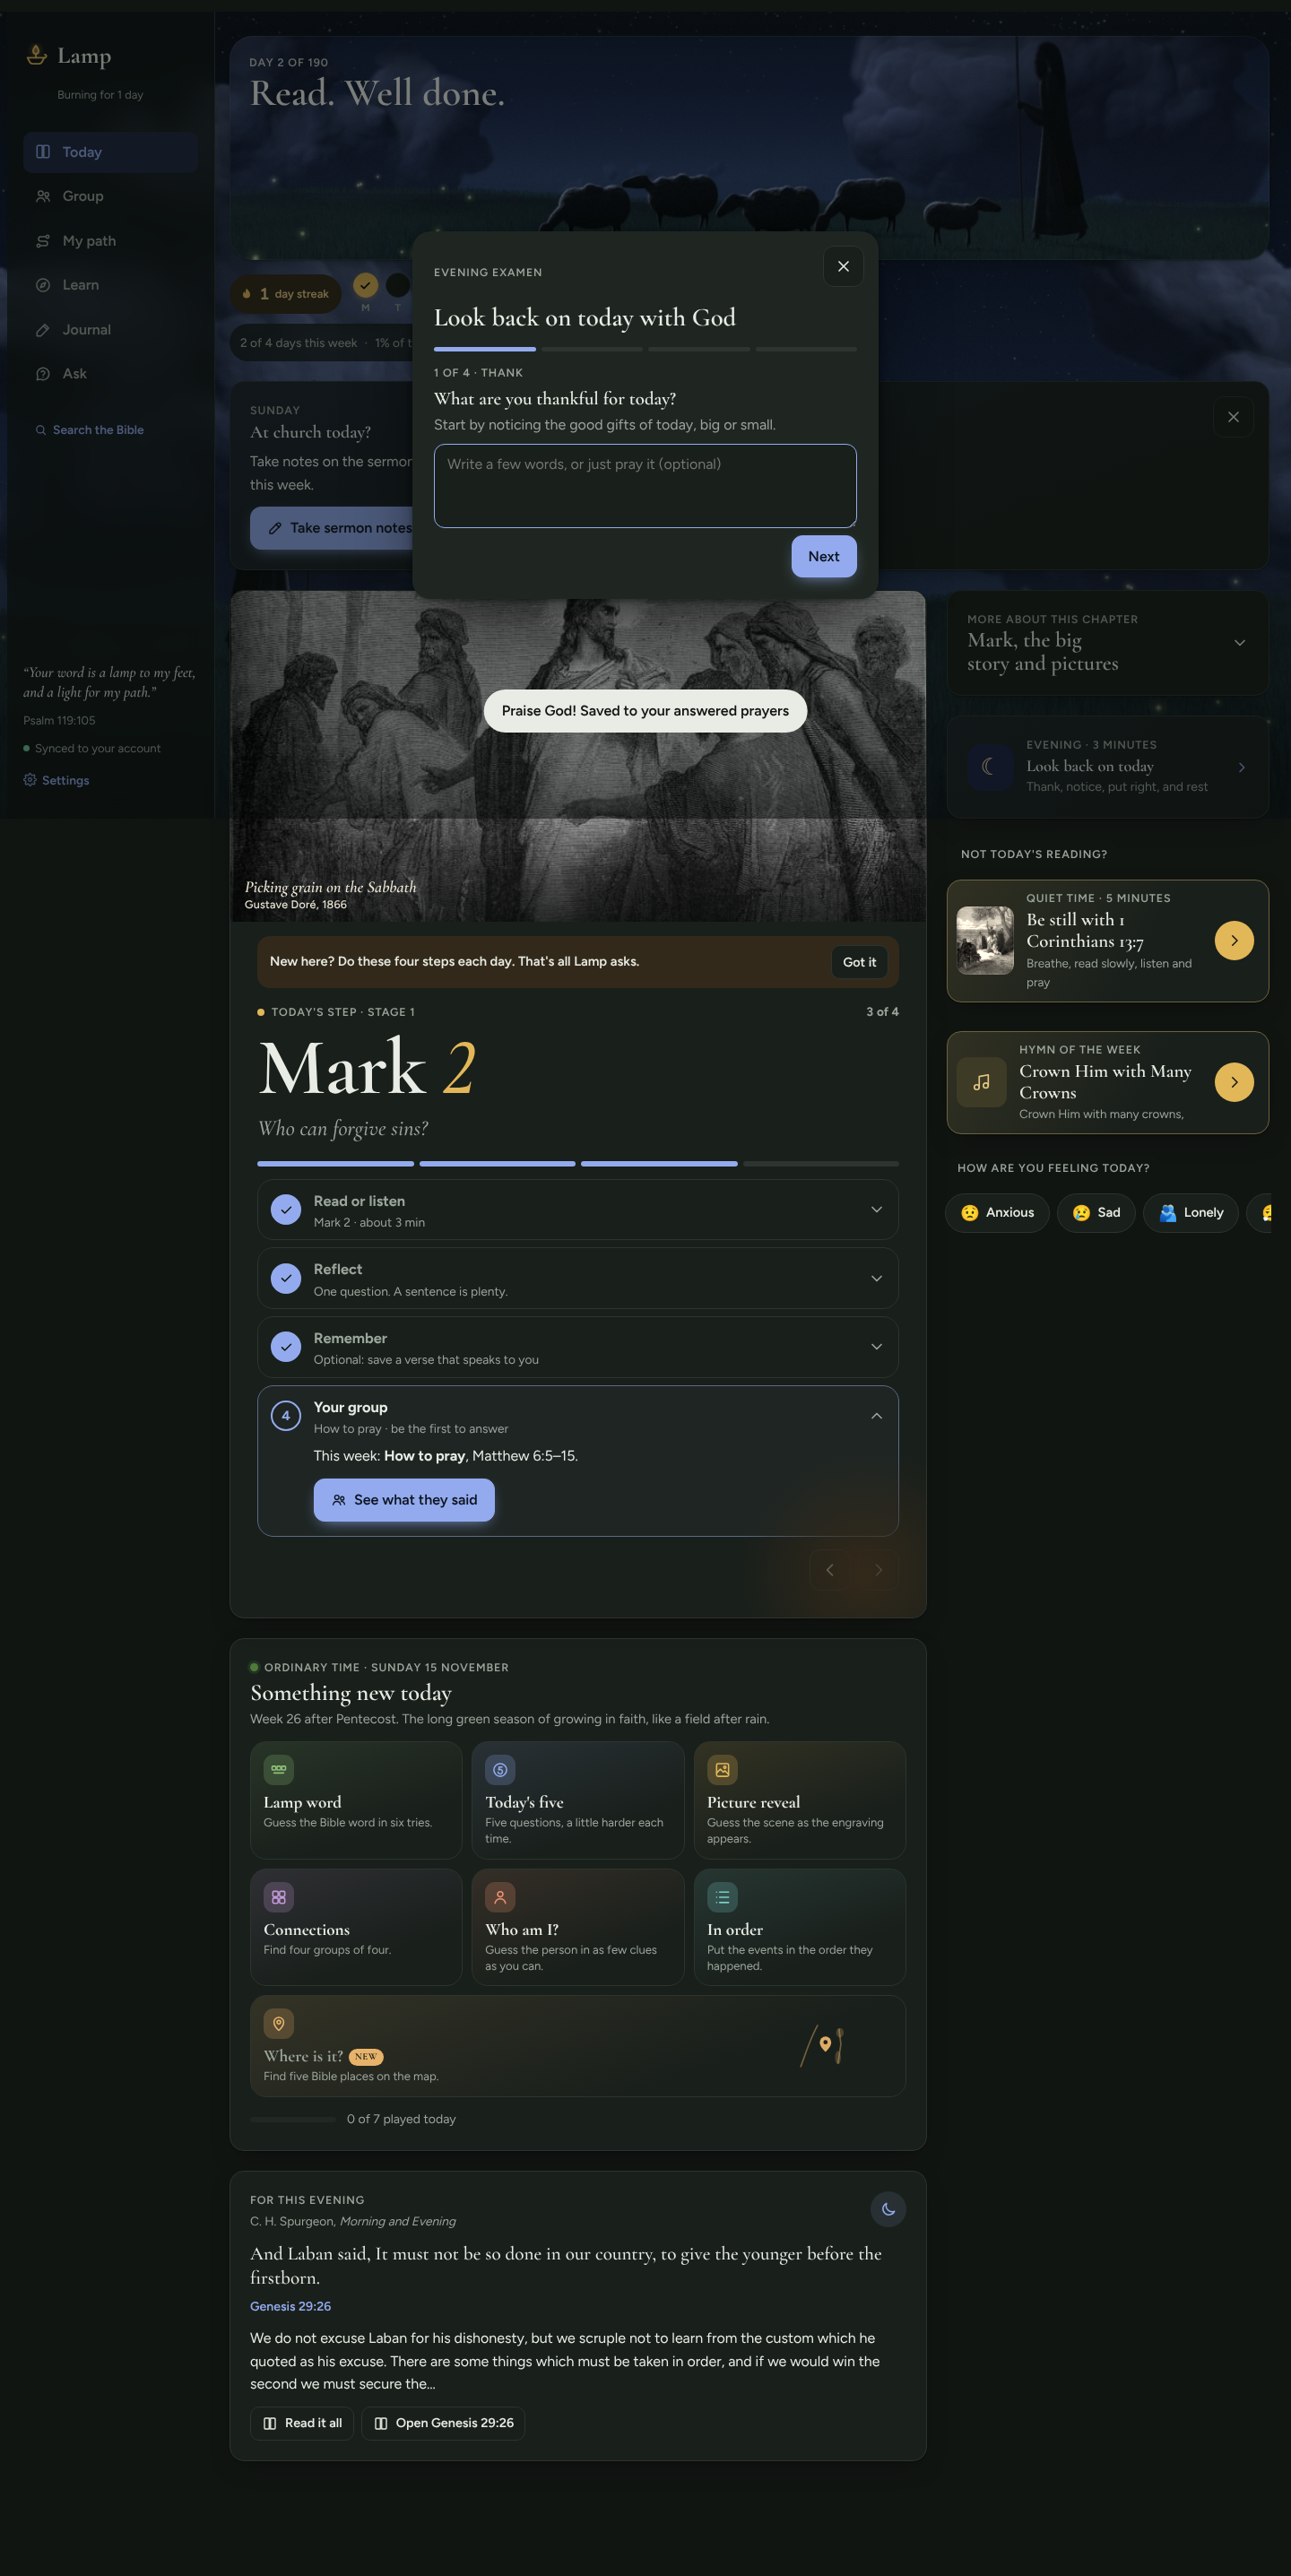 Lamp
Burning for 1 day
Today
Group
My path
Learn
Journal
Ask
Search the Bible
“Your word is a lamp to my feet,
and a light for my path.”
Psalm 119:105
Synced to your account
Settings
DAY 2 OF 190
Read. Well done.
1 day streak
M
T
2 of 4 days this week · 1% of t
SUNDAY
At church today?
Take notes on the sermon
this week.
Take sermon notes
EVENING EXAMEN
Look back on today with God
1 OF 4 · THANK
What are you thankful for today?
Start by noticing the good gifts of today, big or small.
Write a few words, or just pray it (optional)
Next
Praise God! Saved to your answered prayers
Picking grain on the Sabbath
Gustave Doré, 1866
New here? Do these four steps each day. That's all Lamp asks.
Got it
TODAY'S STEP · STAGE 1
3 of 4
Mark 2
Who can forgive sins?
Read or listen
Mark 2 · about 3 min
Reflect
One question. A sentence is plenty.
Remember
Optional: save a verse that speaks to you
4
Your group
How to pray · be the first to answer
This week: How to pray, Matthew 6:5–15.
See what they said
MORE ABOUT THIS CHAPTER
Mark, the big
story and pictures
EVENING · 3 MINUTES
Look back on today
Thank, notice, put right, and rest
NOT TODAY'S READING?
QUIET TIME · 5 MINUTES
Be still with 1
Corinthians 13:7
Breathe, read slowly, listen and
pray
HYMN OF THE WEEK
Crown Him with Many
Crowns
Crown Him with many crowns,
HOW ARE YOU FEELING TODAY?
Anxious
Sad
Lonely
ORDINARY TIME · SUNDAY 15 NOVEMBER
Something new today
Week 26 after Pentecost. The long green season of growing in faith, like a field after rain.
Lamp word
Guess the Bible word in six tries.
5
Today's five
Five questions, a little harder each
time.
Picture reveal
Guess the scene as the engraving
appears.
Connections
Find four groups of four.
Who am I?
Guess the person in as few clues
as you can.
In order
Put the events in the order they
happened.
Where is it? NEW
Find five Bible places on the map.
0 of 7 played today
FOR THIS EVENING
C. H. Spurgeon, Morning and Evening
And Laban said, It must not be so done in our country, to give the younger before the
firstborn.
Genesis 29:26
We do not excuse Laban for his dishonesty, but we scruple not to learn from the custom which he
quoted as his excuse. There are some things which must be taken in order, and if we would win the
second we must secure the…
Read it all
Open Genesis 29:26